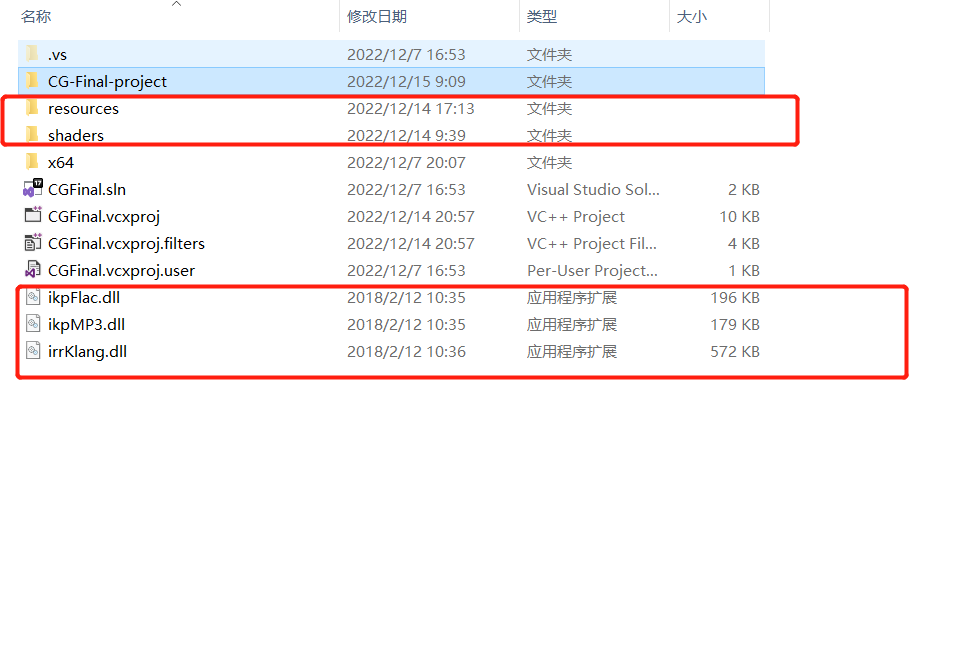 名称 修改日期 类型 大小
.vs 2022/12/7 16:53 文件夹
CG-Final-project 2022/12/15 9:09 文件夹
resources 2022/12/14 17:13 文件夹
shaders 2022/12/14 9:39 文件夹
x64 2022/12/7 20:07 文件夹
CGFinal.sln 2022/12/7 16:53 Visual Studio Sol... 2 KB
CGFinal.vcxproj 2022/12/14 20:57 VC++ Project 10 KB
CGFinal.vcxproj.filters 2022/12/14 20:57 VC++ Project Fil... 4 KB
CGFinal.vcxproj.user 2022/12/7 16:53 Per-User Project... 1 KB
ikpFlac.dll 2018/2/12 10:35 应用程序扩展 196 KB
ikpMP3.dll 2018/2/12 10:35 应用程序扩展 179 KB
irrKlang.dll 2018/2/12 10:36 应用程序扩展 572 KB